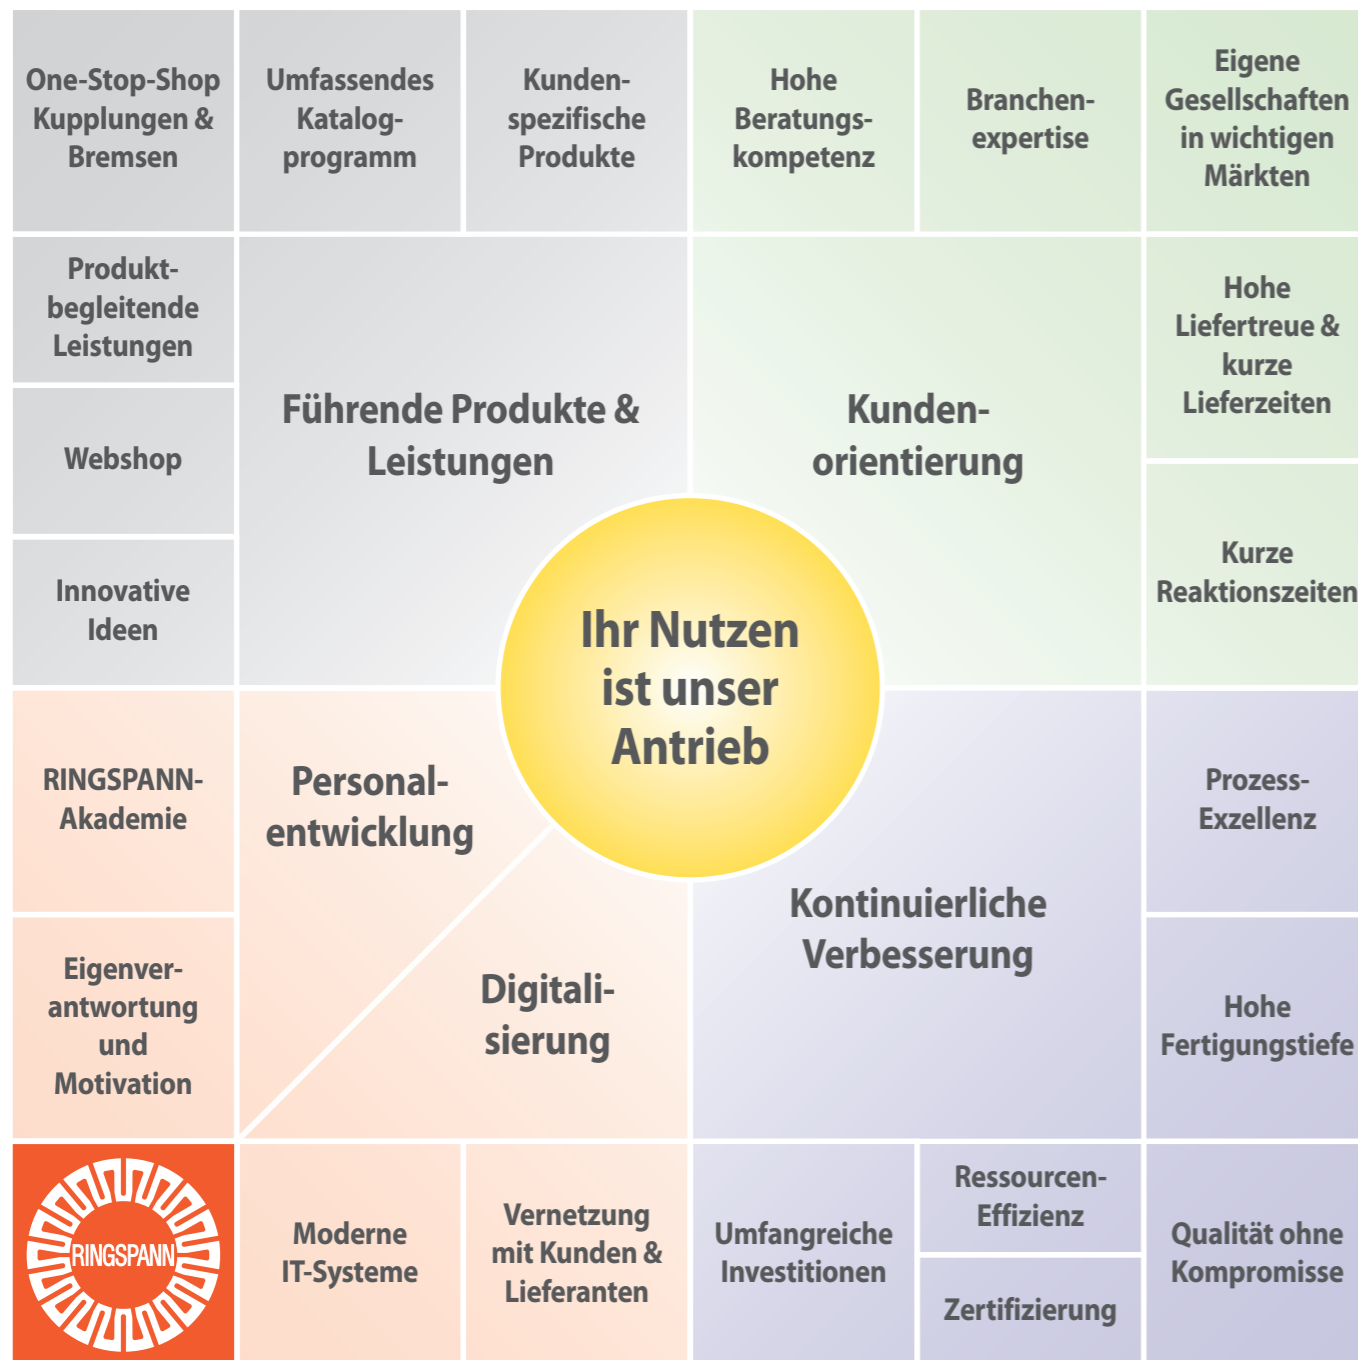 One-Stop-Shop
Kupplungen &
Bremsen
Umfassendes
Katalog-
programm
Kunden-
spezifische
Produkte
Hohe
Beratungs-
kompetenz
Branchen-
expertise
Eigene
Gesellschaften
in wichtigen
Märkten
Produkt-
begleitende
Leistungen
Webshop
Innovative
Ideen
Führende Produkte &
Leistungen
Kunden-
orientierung
Hohe
Liefertreue &
kurze
Lieferzeiten
Kurze
Reaktionszeiten
Ihr Nutzen
ist unser
Antrieb
RINGSPANN-
Akademie
Eigenver-
antwortung
und
Motivation
Personal-
entwicklung
Digitali-
sierung
Kontinuierliche
Verbesserung
Prozess-
Exzellenz
Hohe
Fertigungstiefe
RINGSPANN
Moderne
IT-Systeme
Vernetzung
mit Kunden &
Lieferanten
Umfangreiche
Investitionen
Ressourcen-
Effizienz
Zertifizierung
Qualität ohne
Kompromisse